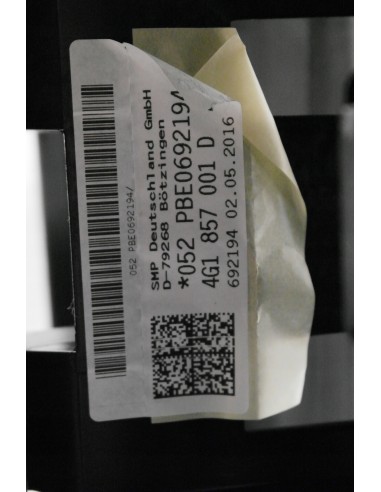 SMP Deutschland GmbH
D-79268 Bötzingen
*052 PBE0692194
4G1 857 001 D
692194 02.05.2016
052 PBE0692194/